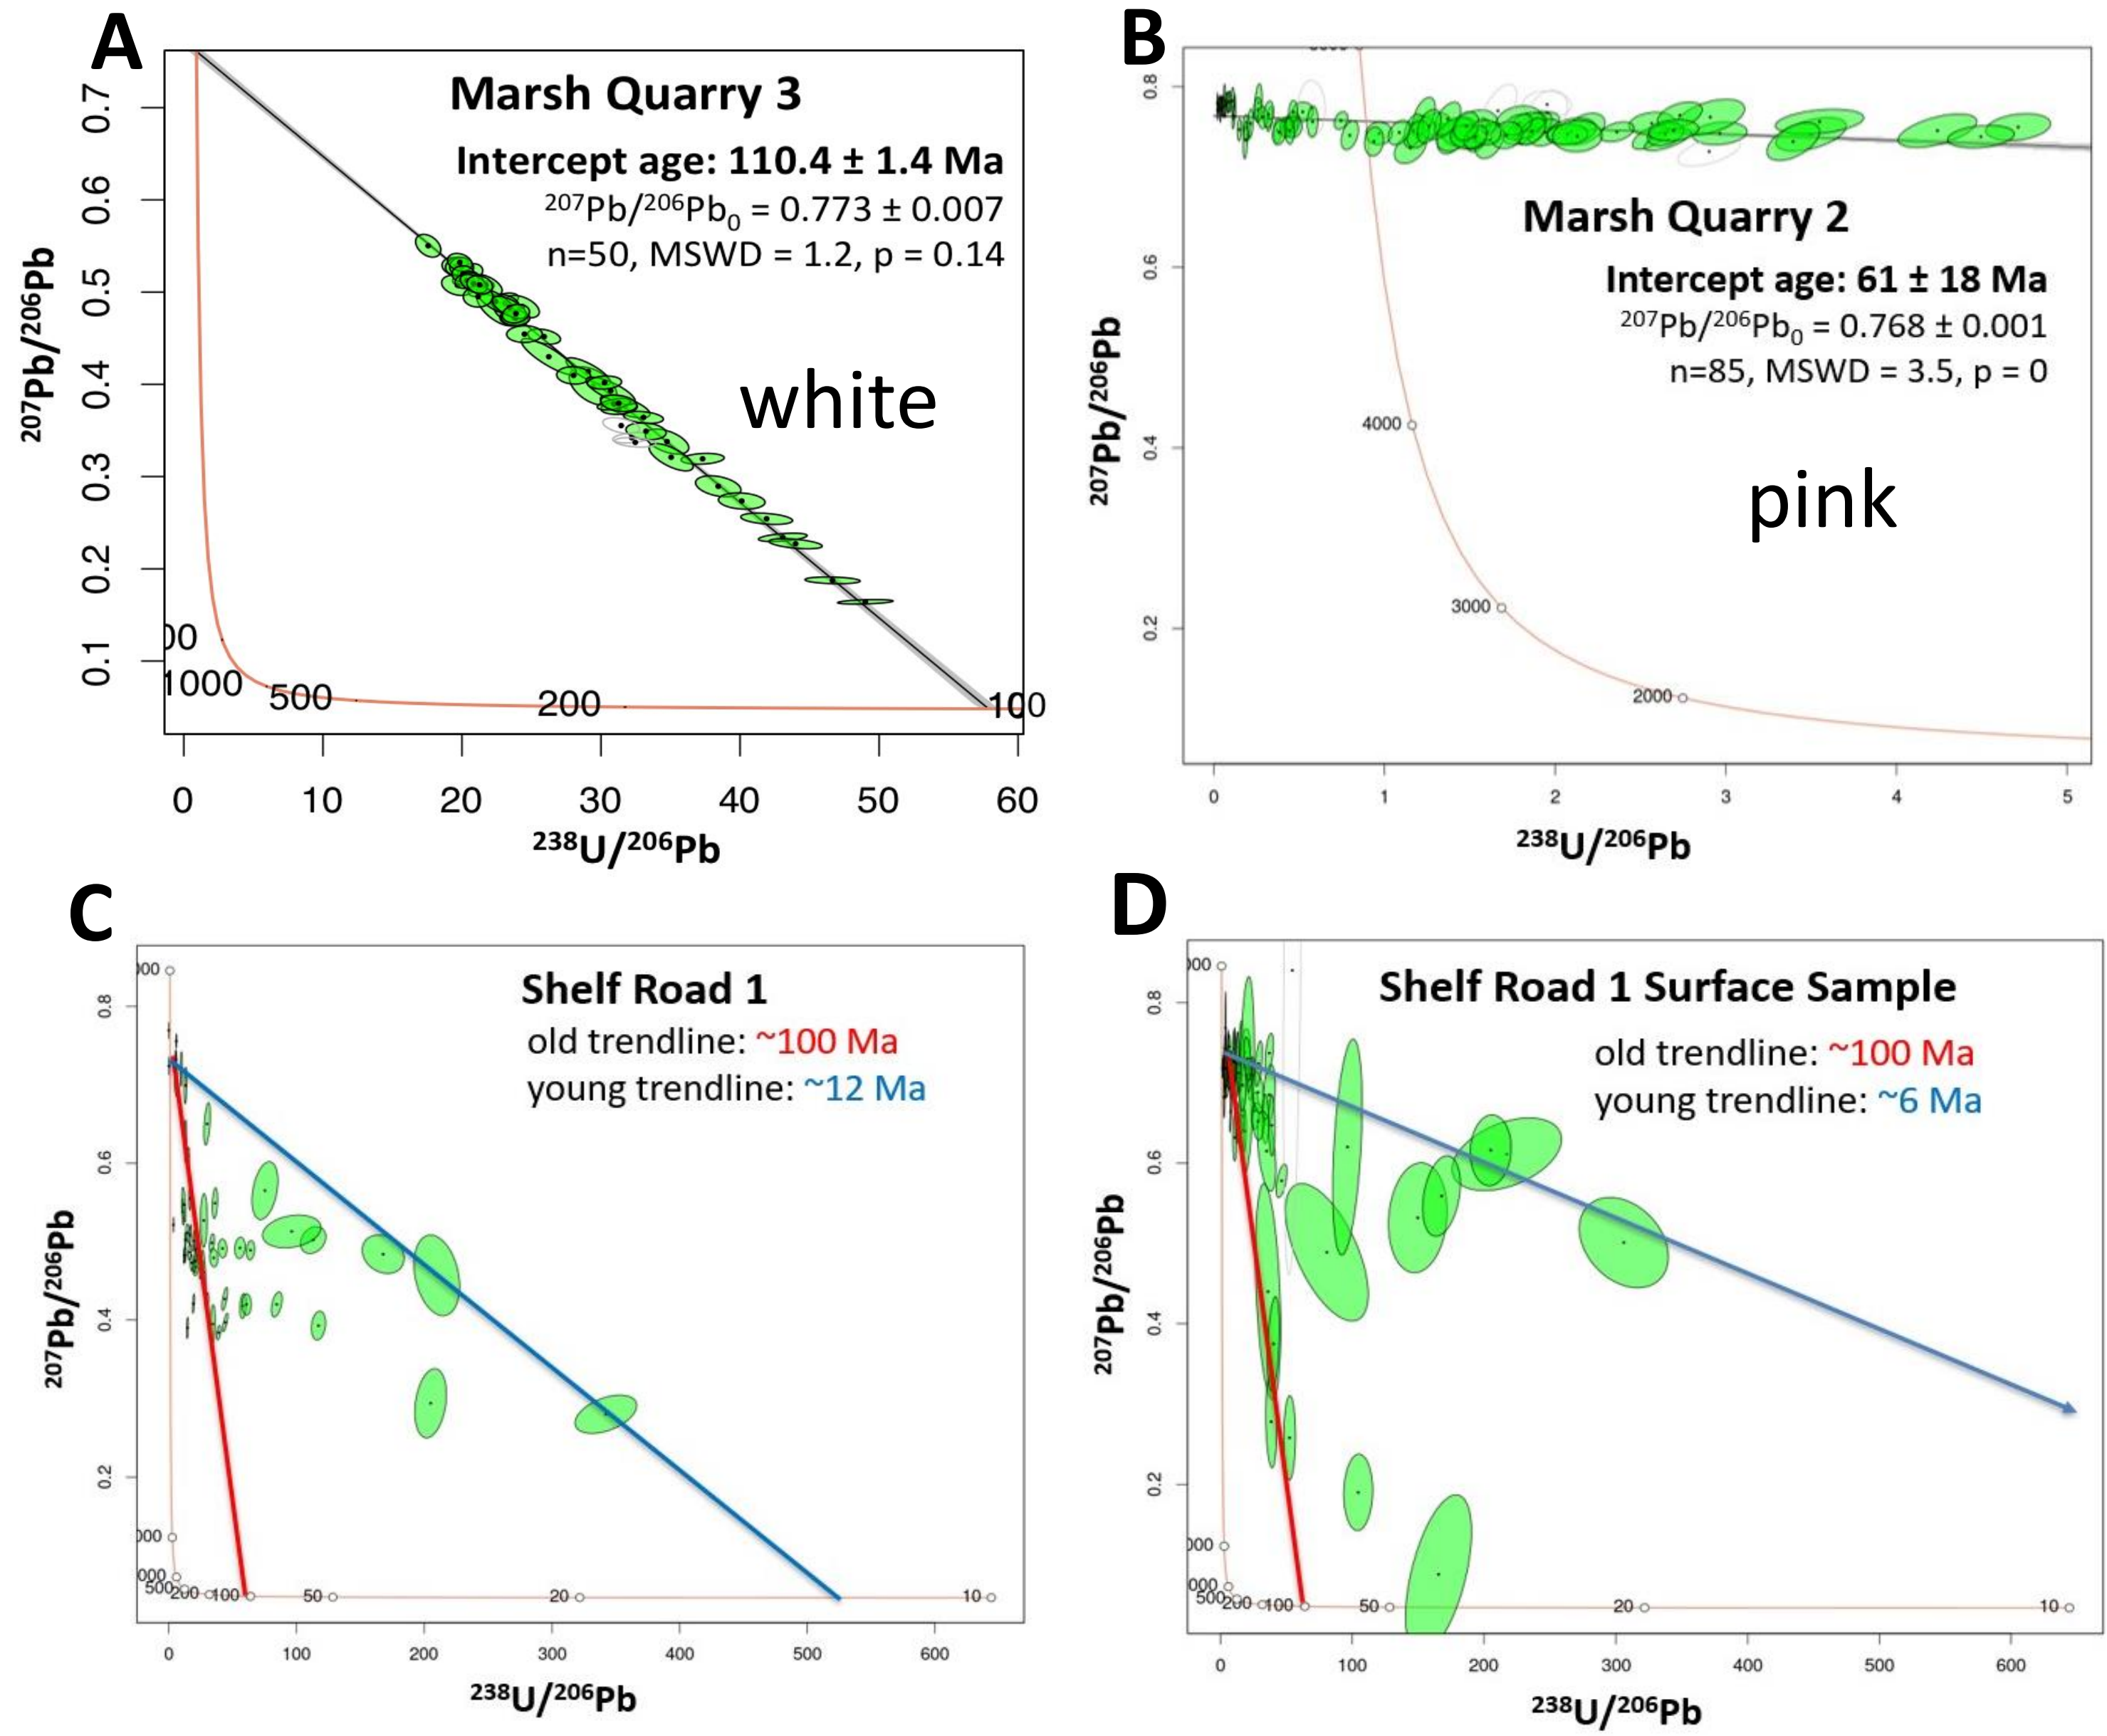 A
Marsh Quarry 3
Intercept age: 110.4 ± 1.4 Ma
²⁰⁷Pb/²⁰⁶Pb₀ = 0.773 ± 0.007
n=50, MSWD = 1.2, p = 0.14
white
²⁰⁷Pb/²⁰⁶Pb
0.7
0.6
0.5
0.4
0.3
0.2
0.1
00
1000
500
200
100
0 10 20 30 40 50 60
²³⁸U/²⁰⁶Pb
B
Marsh Quarry 2
Intercept age: 61 ± 18 Ma
²⁰⁷Pb/²⁰⁶Pb₀ = 0.768 ± 0.001
n=85, MSWD = 3.5, p = 0
pink
²⁰⁷Pb/²⁰⁶Pb
0.8
0.6
0.4
0.2
4000
3000
2000
0 1 2 3 4 5
²³⁸U/²⁰⁶Pb
C
Shelf Road 1
old trendline: ~100 Ma
young trendline: ~12 Ma
²⁰⁷Pb/²⁰⁶Pb
0.8
0.6
0.4
0.2
000
000
000
500 200 100 50 20 10
0 100 200 300 400 500 600
²³⁸U/²⁰⁶Pb
D
Shelf Road 1 Surface Sample
old trendline: ~100 Ma
young trendline: ~6 Ma
²⁰⁷Pb/²⁰⁶Pb
0.8
0.6
0.4
0.2
000
000
000
500 200 100 50 20 10
0 100 200 300 400 500 600
²³⁸U/²⁰⁶Pb